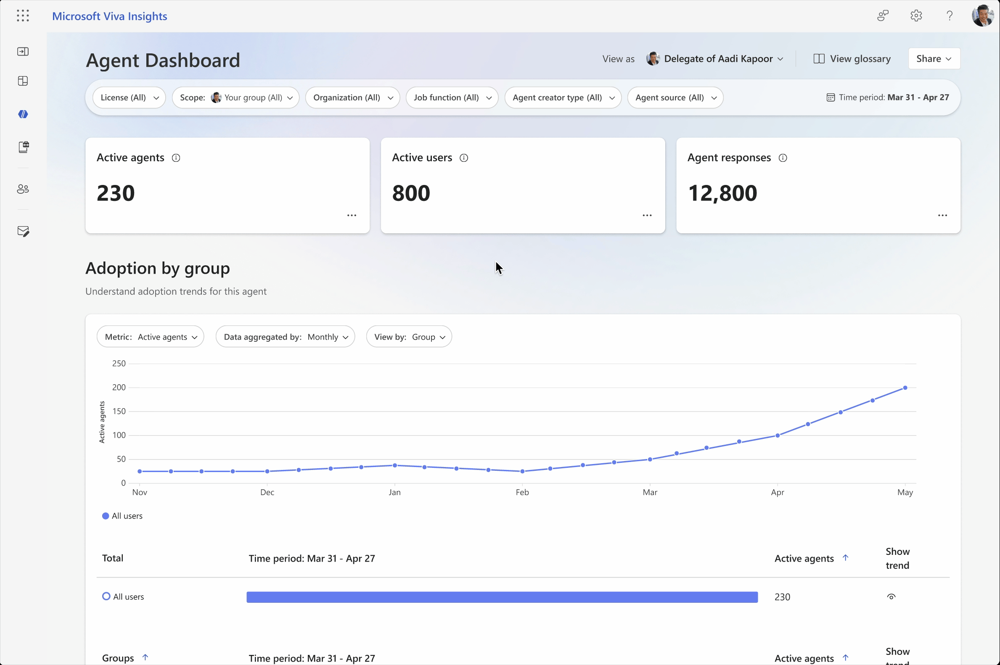 Microsoft Viva Insights
Agent Dashboard
View as Delegate of Aadi Kapoor
View glossary
Share
License (All)
Scope: Your group (All)
Organization (All)
Job function (All)
Agent creator type (All)
Agent source (All)
Time period: Mar 31 - Apr 27
Active agents
230
Active users
800
Agent responses
12,800
Adoption by group
Understand adoption trends for this agent
Metric: Active agents
Data aggregated by: Monthly
View by: Group
Active agents
250
200
150
100
50
0
Nov Dec Jan Feb Mar Apr May
All users
Total Time period: Mar 31 - Apr 27 Active agents Show
trend
All users 230
Groups Time period: Mar 31 - Apr 27 Active agents Show
trend